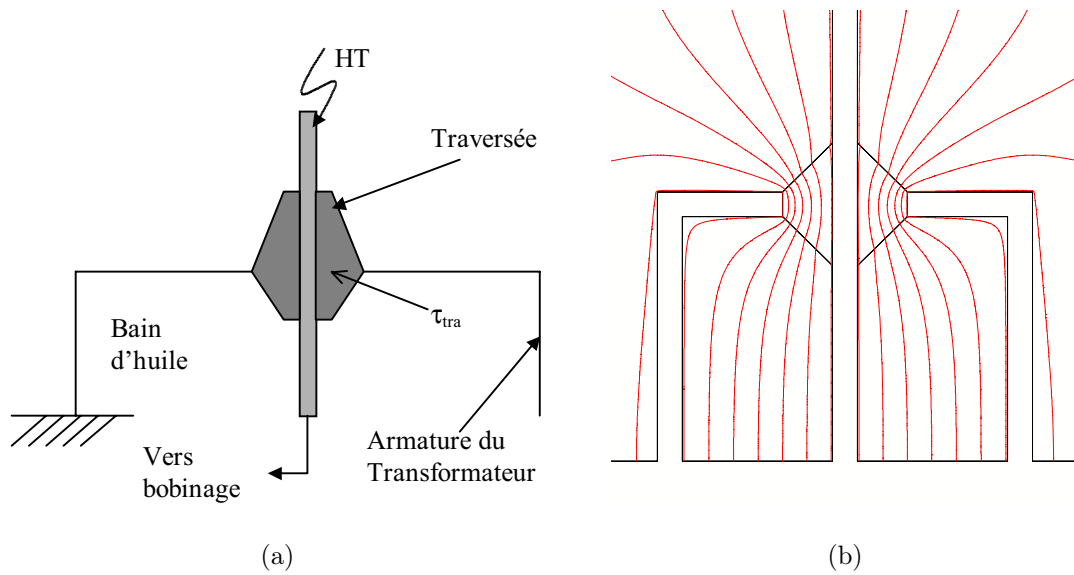 HT
Traversée
τtra
Bain
d'huile
Armature du
Transformateur
Vers
bobinage
(a)
(b)